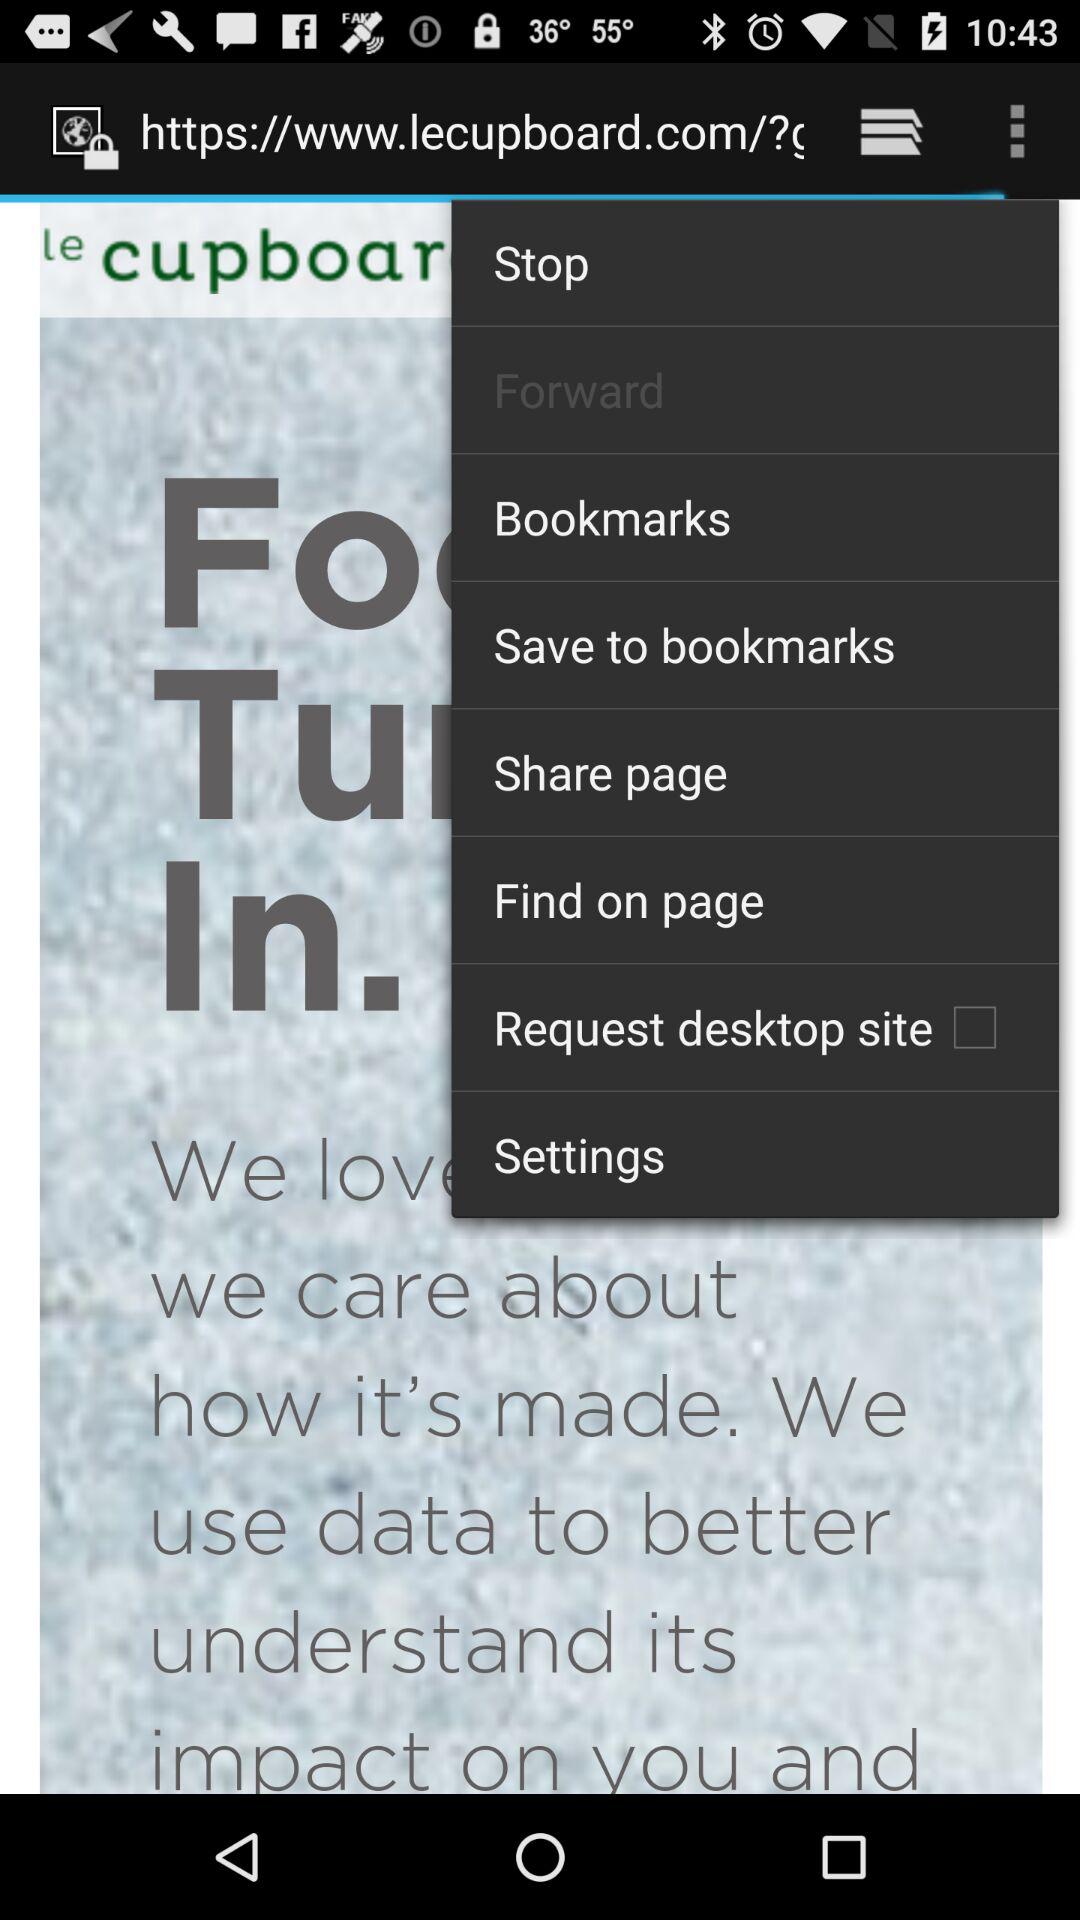 FAKE 36° 55° 10:43
https://www.lecupboard.com/?g
le cupboar
Stop
Forward
Bookmarks
Save to bookmarks
Share page
Find on page
Request desktop site
Settings
Foo
Tur
In.
We love
we care about
how it’s made. We
use data to better
understand its
impact on you and